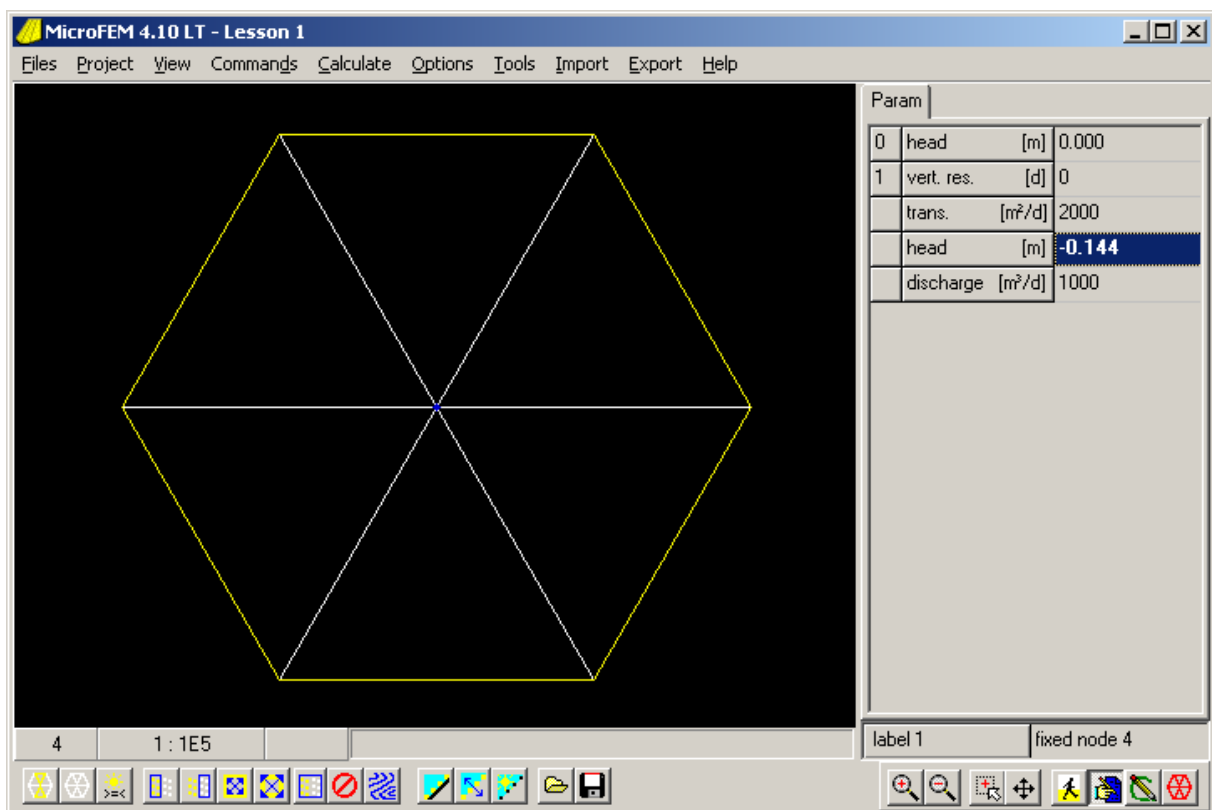 MicroFEM 4.10 LT - Lesson 1
Files Project View Commands Calculate Options Tools Import Export Help
Param
0 head [m] 0.000
1 vert. res. [d] 0
trans. [m²/d] 2000
head [m] -0.144
discharge [m³/d] 1000
4 1 : 1E5 label 1 fixed node 4
>=<